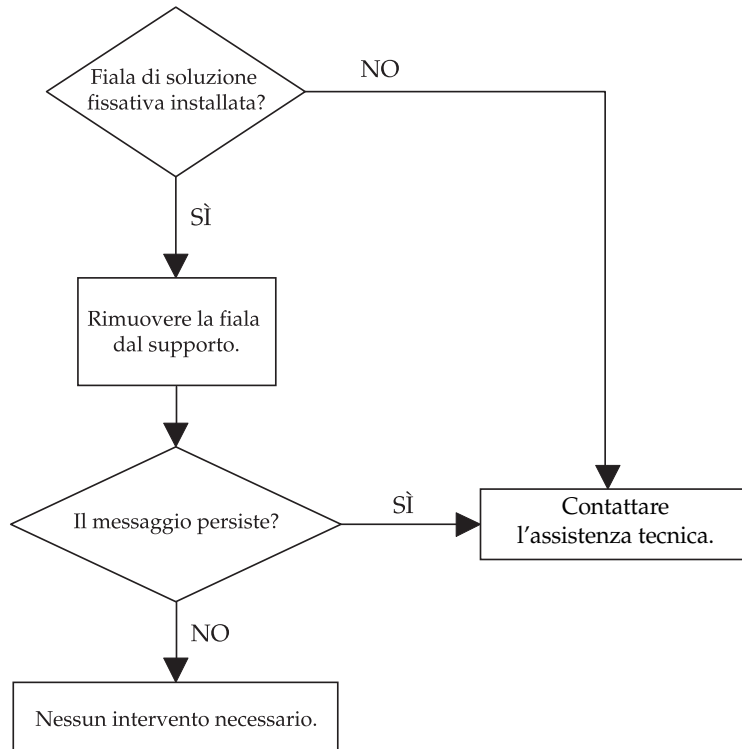 Fiala di soluzione
fissativa installata?
NO
SÌ
Rimuovere la fiala
dal supporto.
Il messaggio persiste?
SÌ
Contattare
l’assistenza tecnica.
NO
Nessun intervento necessario.